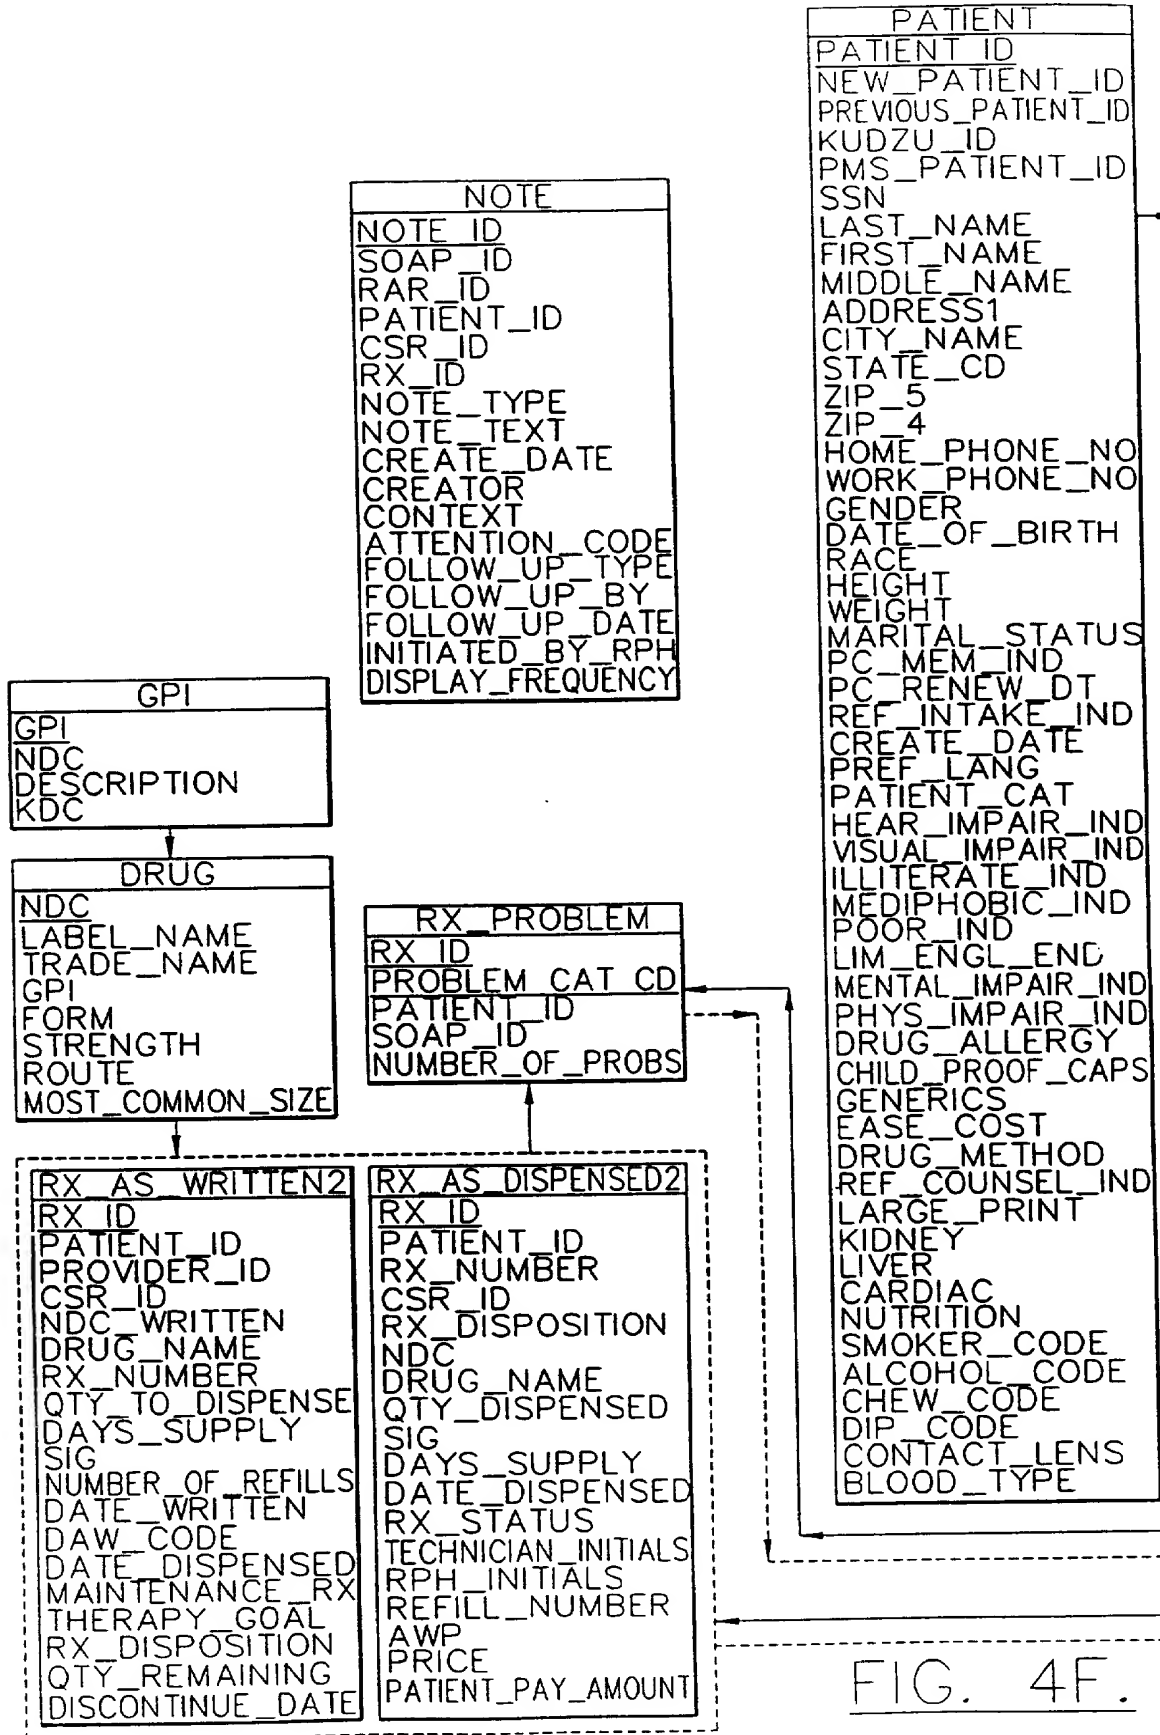 PATIENT
PATIENT_ID
NEW_PATIENT_ID
PREVIOUS_PATIENT_ID
KUDZU_ID
PMS_PATIENT_ID
SSN
LAST_NAME
FIRST_NAME
MIDDLE_NAME
ADDRESS1
CITY_NAME
STATE_CD
ZIP_5
ZIP_4
HOME_PHONE_NO
WORK_PHONE_NO
GENDER
DATE_OF_BIRTH
RACE
HEIGHT
WEIGHT
MARITAL_STATUS
PC_MEM_IND
PC_RENEW_DT
REF_INTAKE_IND
CREATE_DATE
PREF_LANG
PATIENT_CAT
HEAR_IMPAIR_IND
VISUAL_IMPAIR_IND
ILLITERATE_IND
MEDIPHOBIC_IND
POOR_IND
LIM_ENGL_END
MENTAL_IMPAIR_IND
PHYS_IMPAIR_IND
DRUG_ALLERGY
CHILD_PROOF_CAPS
GENERICS
EASE_COST
DRUG_METHOD
REF_COUNSEL_IND
LARGE_PRINT
KIDNEY
LIVER
CARDIAC
NUTRITION
SMOKER_CODE
ALCOHOL_CODE
CHEW_CODE
DIP_CODE
CONTACT_LENS
BLOOD_TYPE
NOTE
NOTE_ID
SOAP_ID
RAR_ID
PATIENT_ID
CSR_ID
RX_ID
NOTE_TYPE
NOTE_TEXT
CREATE_DATE
CREATOR
CONTEXT
ATTENTION_CODE
FOLLOW_UP_TYPE
FOLLOW_UP_BY
FOLLOW_UP_DATE
INITIATED_BY_RPH
DISPLAY_FREQUENCY
GPI
GPI
NDC
DESCRIPTION
KDC
DRUG
NDC
LABEL_NAME
TRADE_NAME
GPI
FORM
STRENGTH
ROUTE
MOST_COMMON_SIZE
RX_PROBLEM
RX_ID
PROBLEM_CAT_CD
PATIENT_ID
SOAP_ID
NUMBER_OF_PROBS
RX_AS_WRITTEN2
RX_ID
PATIENT_ID
PROVIDER_ID
CSR_ID
NDC_WRITTEN
DRUG_NAME
RX_NUMBER
QTY_TO_DISPENSE
DAYS_SUPPLY
SIG
NUMBER_OF_REFILLS
DATE_WRITTEN
DAW_CODE
DATE_DISPENSED
MAINTENANCE_RX
THERAPY_GOAL
RX_DISPOSITION
QTY_REMAINING
DISCONTINUE_DATE
RX_AS_DISPENSED2
RX_ID
PATIENT_ID
RX_NUMBER
CSR_ID
RX_DISPOSITION
NDC
DRUG_NAME
QTY_DISPENSED
SIG
DAYS_SUPPLY
DATE_DISPENSED
RX_STATUS
TECHNICIAN_INITIALS
RPH_INITIALS
REFILL_NUMBER
AWP
PRICE
PATIENT_PAY_AMOUNT
FIG. 4F.